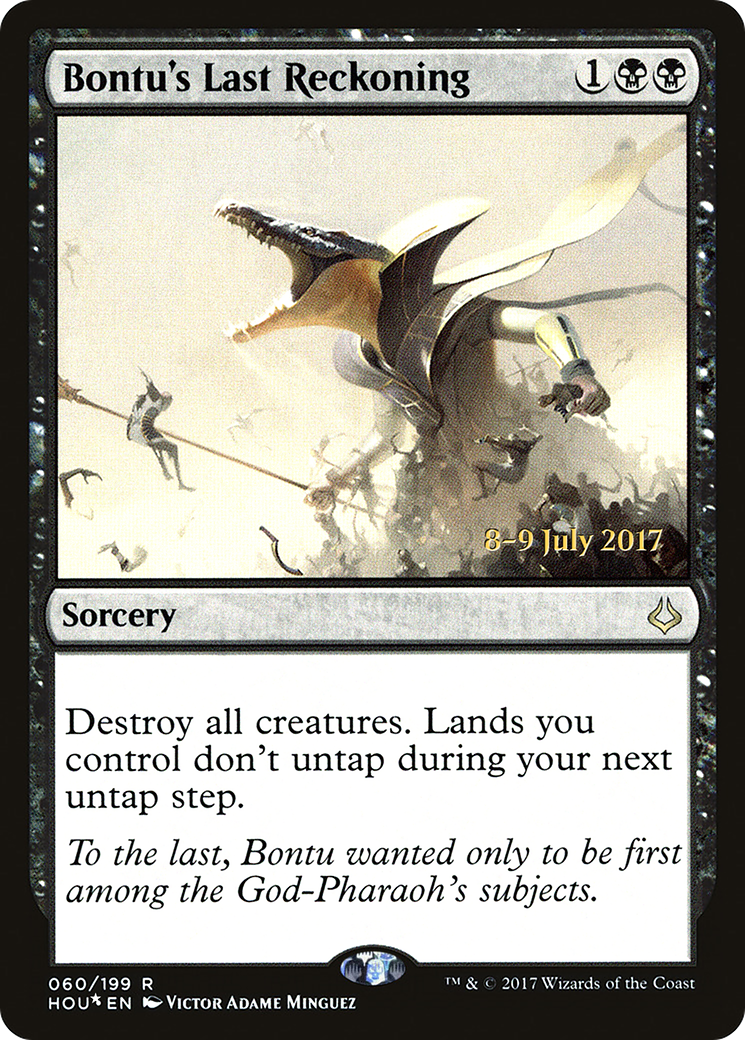 Bontu's Last Reckoning 1
8–9 July 2017
Sorcery
Destroy all creatures. Lands you
control don't untap during your next
untap step.
To the last, Bontu wanted only to be first
among the God-Pharaoh's subjects.
060/199 R
HOU★EN Victor Adame Minguez
™ & © 2017 Wizards of the Coast